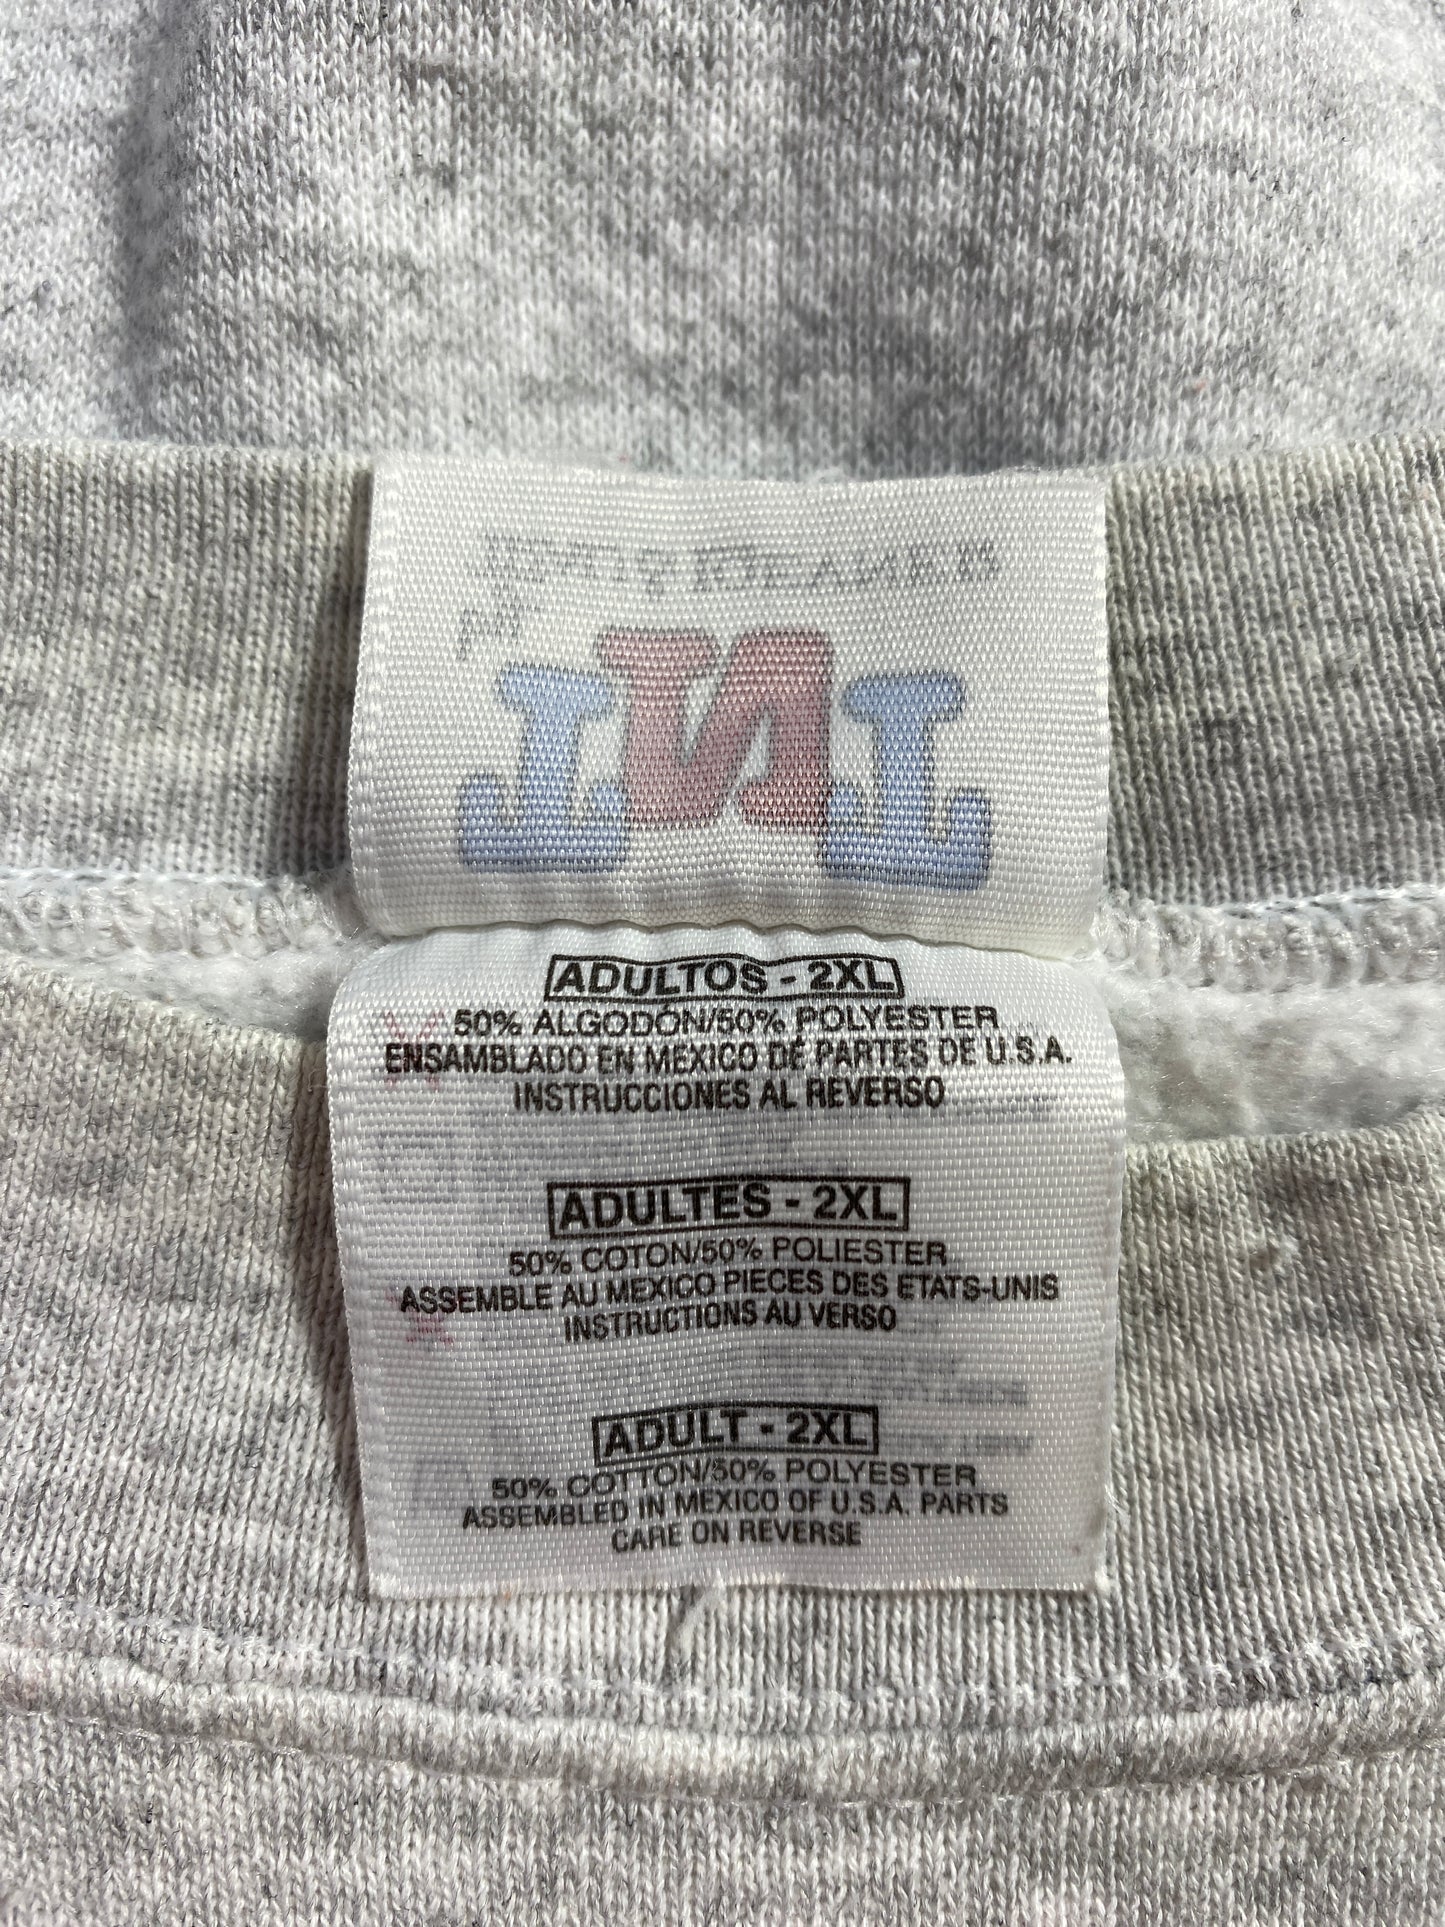 TNT
ADULTOS - 2XL
50% ALGODÓN/50% POLYESTER
ENSAMBLADO EN MEXICO DE PARTES DE U.S.A.
INSTRUCCIONES AL REVERSO
ADULTES - 2XL
50% COTON/50% POLIESTER
ASSEMBLE AU MEXICO PIECES DES ETATS-UNIS
INSTRUCTIONS AU VERSO
ADULT - 2XL
50% COTTON/50% POLYESTER
ASSEMBLED IN MEXICO OF U.S.A. PARTS
CARE ON REVERSE